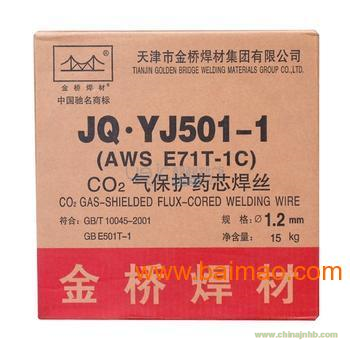 天津市金桥焊材集团有限公司
TIANJIN GOLDEN BRIDGE WELDING MATERIALS GROUP CO.,LTD.
金桥焊材
中国驰名商标
JQ·YJ501-1
(AWS E71T-1C)
CO₂ 气保护药芯焊丝
CO₂ GAS-SHIELDED FLUX-CORED WELDING WIRE
符合: GB/T 10045-2001
GB E501T-1
规格: ∅ 1.2 mm
净含量: 15 kg
www.baimao.com
金桥焊材
www.chinajnhb.com